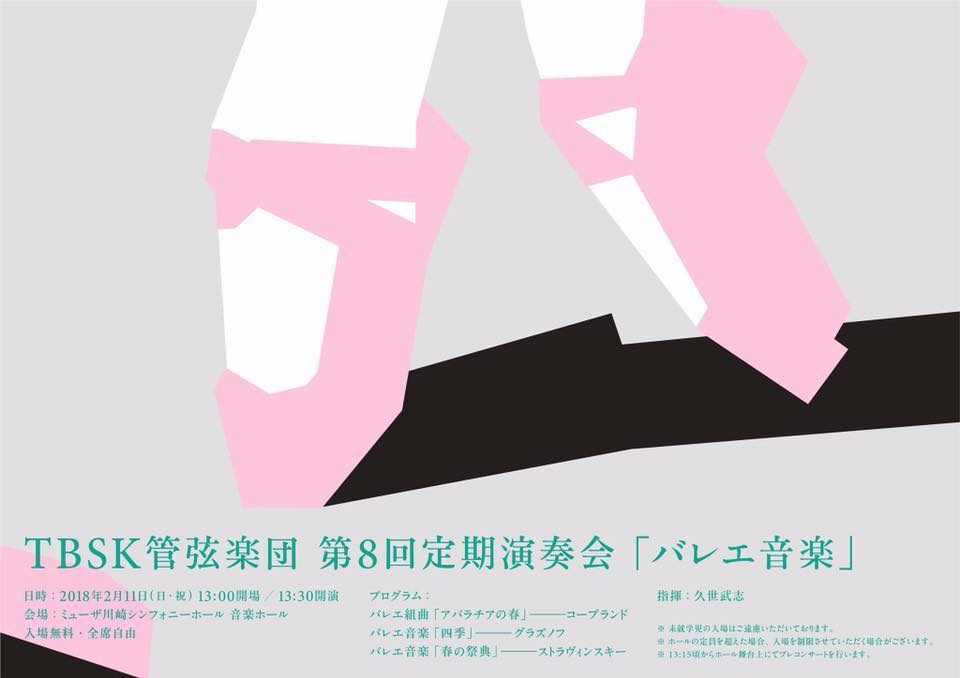 TBSK管弦楽団 第8回定期演奏会「バレエ音楽」
日時：2018年2月11日（日・祝）13:00開場 ／ 13:30開演
会場：ミューザ川崎シンフォニーホール 音楽ホール
入場無料・全席自由
プログラム：
バレエ組曲「アパラチアの春」―――コープランド
バレエ音楽「四季」―――グラズノフ
バレエ音楽「春の祭典」―――ストラヴィンスキー
指揮：久世武志
※ 未就学児の入場はご遠慮いただいております。
※ ホールの定員を超えた場合、入場を制限させていただく場合がございます。
※ 13:15頃からホール舞台上にてプレコンサートを行います。